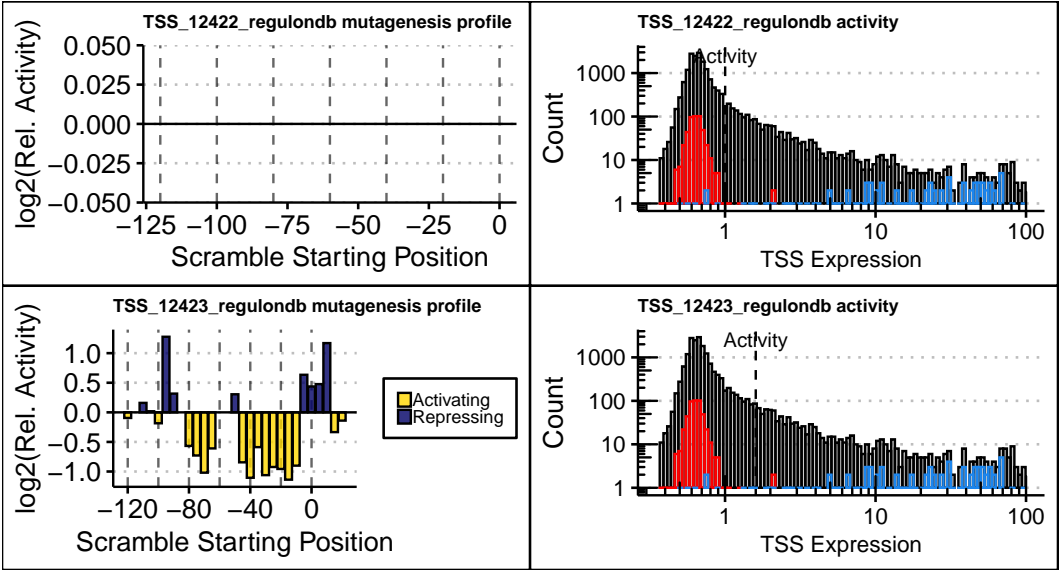 TSS_12422_regulondb mutagenesis profile
log2(Rel. Activity)
0.050
0.025
0.000
−0.025
−0.050
−125 −100 −75 −50 −25 0
Scramble Starting Position
TSS_12422_regulondb activity
Activity
Count
1000
100
10
1
1 10 100
TSS Expression
TSS_12423_regulondb mutagenesis profile
log2(Rel. Activity)
1.0
0.5
0.0
−0.5
−1.0
−120 −80 −40 0
Scramble Starting Position
Activating
Repressing
TSS_12423_regulondb activity
Activity
Count
1000
100
10
1
1 10 100
TSS Expression